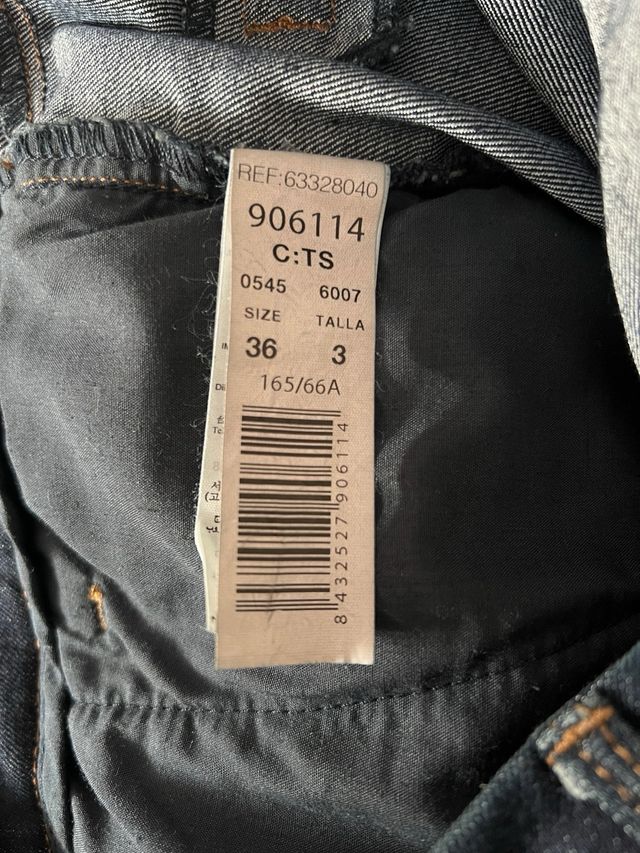 REF:63328040
906114
C:TS
0545 6007
SIZE TALLA
36 3
165/66A
8 432527 906114